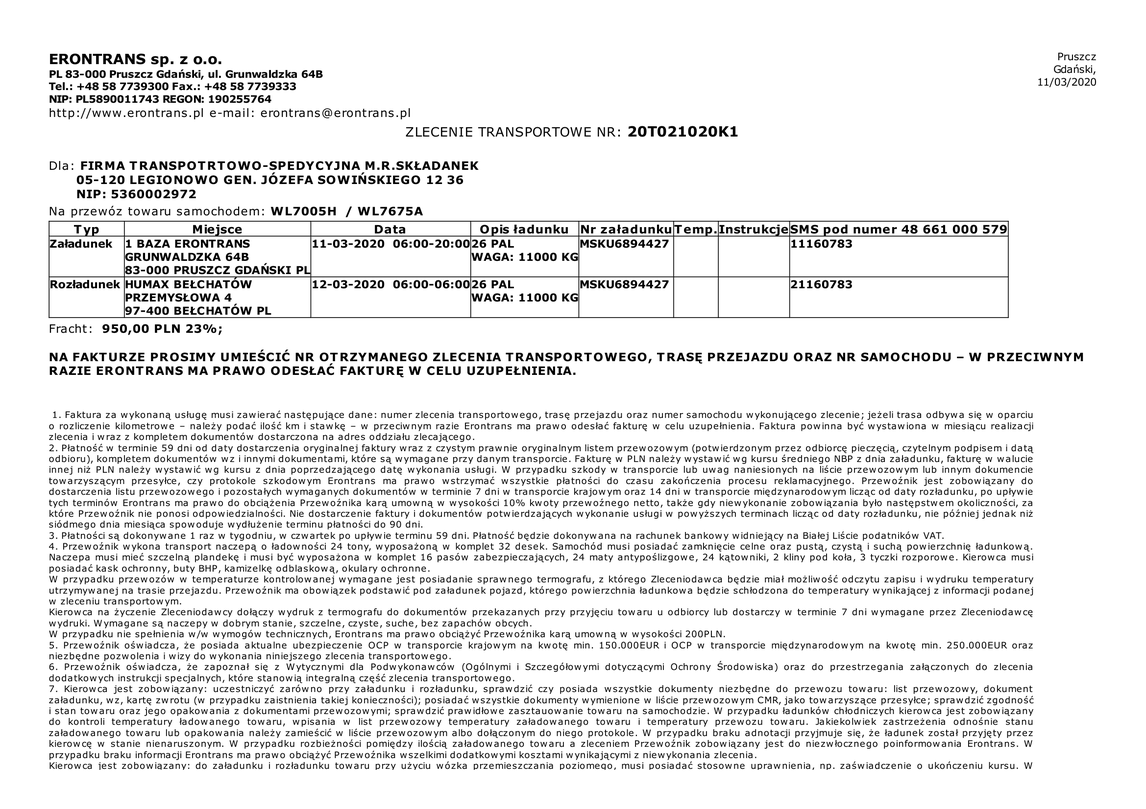 ERONTRANS sp. z o.o.
PL 83-000 Pruszcz Gdański, ul. Grunwaldzka 64B
Tel.: +48 58 7739300 Fax.: +48 58 7739333
NIP: PL5890011743 REGON: 190255764
http://www.erontrans.pl e-mail: erontrans@erontrans.pl
Pruszcz
Gdański,
11/03/2020
ZLECENIE TRANSPORTOWE NR: 20T021020K1
Dla: FIRMA TRANSPOTRTOWO-SPEDYCYJNA M.R.SKŁADANEK
05-120 LEGIONOWO GEN. JÓZEFA SOWIŃSKIEGO 12 36
NIP: 5360002972
Na przewóz towaru samochodem: WL7005H / WL7675A
Typ Miejsce Data Opis ładunku Nr załadunku Temp. Instrukcje SMS pod numer 48 661 000 579
Załadunek 1 BAZA ERONTRANS 11-03-2020 06:00-20:00 26 PAL MSKU6894427 11160783
GRUNWALDZKA 64B WAGA: 11000 KG
83-000 PRUSZCZ GDAŃSKI PL
Rozładunek HUMAX BEŁCHATÓW 12-03-2020 06:00-06:00 26 PAL MSKU6894427 21160783
PRZEMYSŁOWA 4 WAGA: 11000 KG
97-400 BEŁCHATÓW PL
Fracht: 950,00 PLN 23%;
NA FAKTURZE PROSIMY UMIEŚCIĆ NR OTRZYMANEGO ZLECENIA TRANSPORTOWEGO, TRASĘ PRZEJAZDU ORAZ NR SAMOCHODU – W PRZECIWNYM
RAZIE ERONTRANS MA PRAWO ODESŁAĆ FAKTURĘ W CELU UZUPEŁNIENIA.
1. Faktura za wykonaną usługę musi zawierać następujące dane: numer zlecenia transportowego, trasę przejazdu oraz numer samochodu wykonującego zlecenie; jeżeli trasa odbywa się w oparciu
o rozliczenie kilometrowe – należy podać ilość km i stawkę – w przeciwnym razie Erontrans ma prawo odesłać fakturę w celu uzupełnienia. Faktura powinna być wystawiona w miesiącu realizacji
zlecenia i wraz z kompletem dokumentów dostarczona na adres oddziału zlecającego.
2. Płatność w terminie 59 dni od daty dostarczenia oryginalnej faktury wraz z czystym prawnie oryginalnym listem przewozowym (potwierdzonym przez odbiorcę pieczęcią, czytelnym podpisem i datą
odbioru), kompletem dokumentów wz i innymi dokumentami, które są wymagane przy danym transporcie. Fakturę w PLN należy wystawić wg kursu średniego NBP z dnia załadunku, fakturę w walucie
innej niż PLN należy wystawić wg kursu z dnia poprzedzającego datę wykonania usługi. W przypadku szkody w transporcie lub uwag naniesionych na liście przewozowym lub innym dokumencie
towarzyszącym przesyłce, czy protokole szkodowym Erontrans ma prawo wstrzymać wszystkie płatności do czasu zakończenia procesu reklamacyjnego. Przewoźnik jest zobowiązany do
dostarczenia listu przewozowego i pozostałych wymaganych dokumentów w terminie 7 dni w transporcie krajowym oraz 14 dni w transporcie międzynarodowym licząc od daty rozładunku, po upływie
tych terminów Erontrans ma prawo do obciążenia Przewoźnika karą umowną w wysokości 10% kwoty przewoźnego netto, także gdy niewykonanie zobowiązania było następstwem okoliczności, za
które Przewoźnik nie ponosi odpowiedzialności. Nie dostarczenie faktury i dokumentów potwierdzających wykonanie usługi w powyższych terminach licząc od daty rozładunku, nie później jednak niż
siódmego dnia miesiąca spowoduje wydłużenie terminu płatności do 90 dni.
3. Płatności są dokonywane 1 raz w tygodniu, w czwartek po upływie terminu 59 dni. Płatność będzie dokonywana na rachunek bankowy widniejący na Białej Liście podatników VAT.
4. Przewoźnik wykona transport naczepą o ładowności 24 tony, wyposażoną w komplet 32 desek. Samochód musi posiadać zamknięcie celne oraz pustą, czystą i suchą powierzchnię ładunkową.
Naczepa musi mieć szczelną plandekę i musi być wyposażona w komplet 16 pasów zabezpieczających, 24 maty antypoślizgowe, 24 kątowniki, 2 kliny pod koła, 3 tyczki rozporowe. Kierowca musi
posiadać kask ochronny, buty BHP, kamizelkę odblaskową, okulary ochronne.
W przypadku przewozów w temperaturze kontrolowanej wymagane jest posiadanie sprawnego termografu, z którego Zleceniodawca będzie miał możliwość odczytu zapisu i wydruku temperatury
utrzymywanej na trasie przejazdu. Przewoźnik ma obowiązek podstawić pod załadunek pojazd, którego powierzchnia ładunkowa będzie schłodzona do temperatury wynikającej z informacji podanej
w zleceniu transportowym.
Kierowca na życzenie Zleceniodawcy dołączy wydruk z termografu do dokumentów przekazanych przy przyjęciu towaru u odbiorcy lub dostarczy w terminie 7 dni wymagane przez Zleceniodawcę
wydruki. Wymagane są naczepy w dobrym stanie, szczelne, czyste, suche, bez zapachów obcych.
W przypadku nie spełnienia w/w wymogów technicznych, Erontrans ma prawo obciążyć Przewoźnika karą umowną w wysokości 200PLN.
5. Przewoźnik oświadcza, że posiada aktualne ubezpieczenie OCP w transporcie krajowym na kwotę min. 150.000EUR i OCP w transporcie międzynarodowym na kwotę min. 250.000EUR oraz
niezbędne pozwolenia i wizy do wykonania niniejszego zlecenia transportowego.
6. Przewoźnik oświadcza, że zapoznał się z Wytycznymi dla Podwykonawców (Ogólnymi i Szczegółowymi dotyczącymi Ochrony Środowiska) oraz do przestrzegania załączonych do zlecenia
dodatkowych instrukcji specjalnych, które stanowią integralną część zlecenia transportowego.
7. Kierowca jest zobowiązany: uczestniczyć zarówno przy załadunku i rozładunku, sprawdzić czy posiada wszystkie dokumenty niezbędne do przewozu towaru: list przewozowy, dokument
załadunku, wz, kartę zwrotu (w przypadku zaistnienia takiej konieczności); posiadać wszystkie dokumenty wymienione w liście przewozowym CMR, jako towarzyszące przesyłce; sprawdzić zgodność
i stan towaru oraz jego opakowania z dokumentami przewozowymi; sprawdzić prawidłowe zasztauowanie towaru na samochodzie. W przypadku ładunków chłodniczych kierowca jest zobowiązany
do kontroli temperatury ładowanego towaru, wpisania w list przewozowy temperatury załadowanego towaru i temperatury przewozu towaru. Jakiekolwiek zastrzeżenia odnośnie stanu
załadowanego towaru lub opakowania należy zamieścić w liście przewozowym albo dołączonym do niego protokole. W przypadku braku adnotacji przyjmuje się, że ładunek został przyjęty przez
kierowcę w stanie nienaruszonym. W przypadku rozbieżności pomiędzy ilością załadowanego towaru a zleceniem Przewoźnik zobowiązany jest do niezwłocznego poinformowania Erontrans. W
przypadku braku informacji Erontrans ma prawo obciążyć Przewoźnika wszelkimi dodatkowymi kosztami wynikającymi z niewykonania zlecenia.
Kierowca jest zobowiązany: do załadunku i rozładunku towaru przy użyciu wózka przemieszczania poziomego, musi posiadać stosowne uprawnienia, np. zaświadczenie o ukończeniu kursu. W